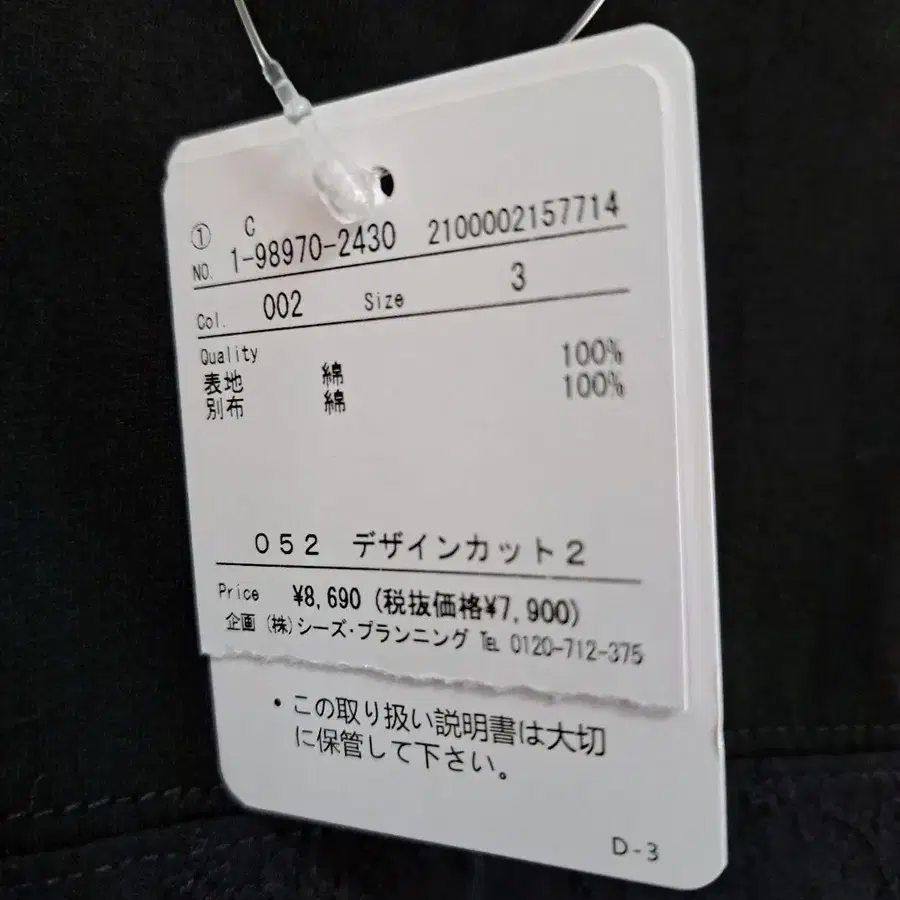 ① C
NO. 1-98970-2430 2100002157714
Col. 002 Size 3
Quality
表地 綿 100%
別布 綿 100%
052 デザインカット2
Price ¥8,690 (税抜価格¥7,900)
企画 (株)シーズ・プランニング TEL 0120-712-375
・この取り扱い説明書は大切
に保管して下さい。
D-3